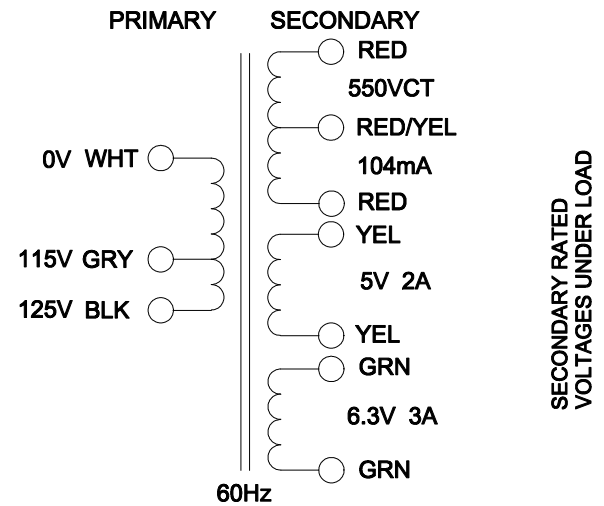 PRIMARY
SECONDARY
RED
550VCT
RED/YEL
104mA
RED
0V WHT
115V GRY
125V BLK
YEL
5V 2A
YEL
GRN
6.3V 3A
GRN
60Hz
SECONDARY RATED
VOLTAGES UNDER LOAD